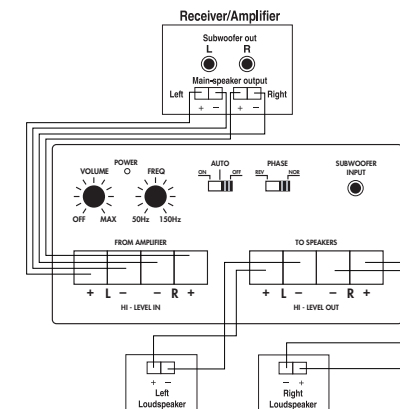 Receiver/Amplifier
Subwoofer out
L R
Main-speaker output
Left Right
+ − + −
POWER
VOLUME FREQ
OFF MAX 50Hz 150Hz
AUTO
ON OFF
PHASE
REV NOR
SUBWOOFER
INPUT
FROM AMPLIFIER
+ L − − R +
HI - LEVEL IN
TO SPEAKERS
+ L − − R +
HI - LEVEL OUT
+ −
Left
Loudspeaker
− +
Right
Loudspeaker